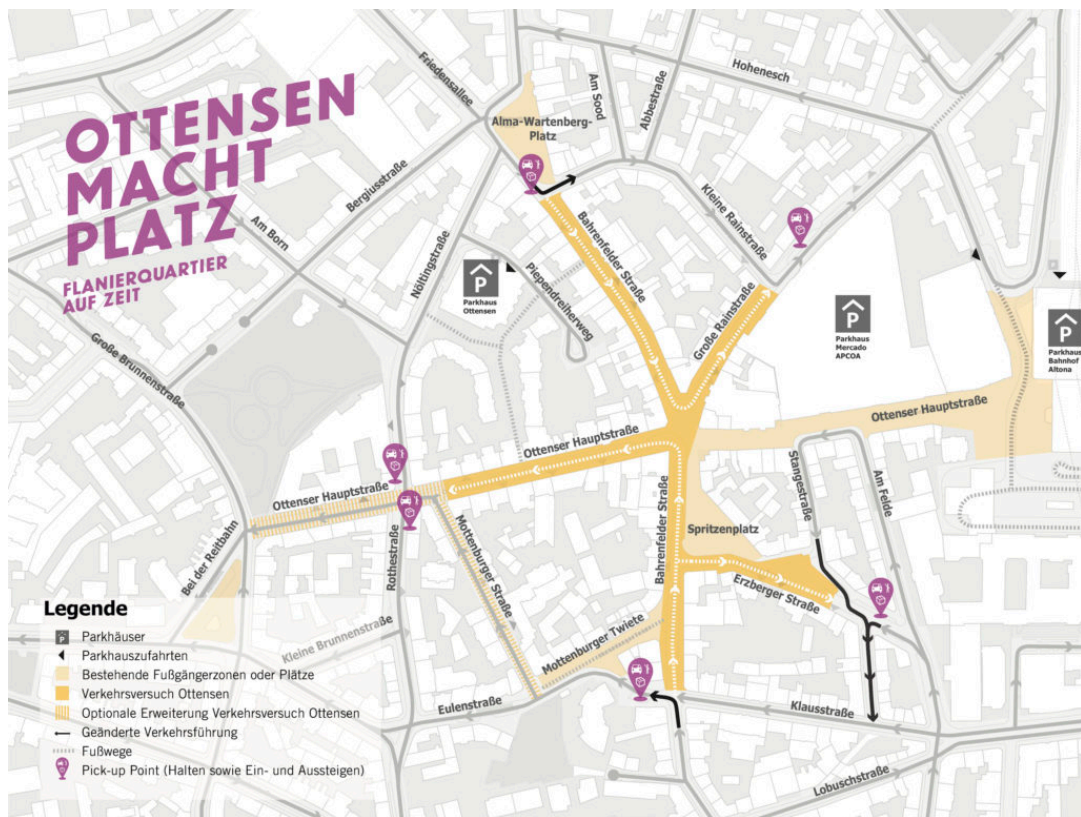 OTTENSEN
MACHT
PLATZ
FLANIERQUARTIER
AUF ZEIT
Friedensallee
Alma-Wartenberg-
Platz
Am Sood
Abbestraße
Hohenesch
Bergiusstraße
Am Born
Nöltingstraße
Kleine Rainstraße
Bahrenfelder Straße
Piependreiherweg
P
Parkhaus
Ottensen
Große Brunnenstraße
Große Rainstraße
P
Parkhaus
Mercado
APCOA
P
Parkhaus
Bahnhof
Altona
Ottenser Hauptstraße
Ottenser Hauptstraße
Ottenser Hauptstraße
Stangestraße
Am Felde
Bei der Reitbahn
Rothestraße
Mottenburger Straße
Bahrenfelder Straße
Spritzenplatz
Erzberger Straße
Kleine Brunnenstraße
Mottenburger Twiete
Eulenstraße
Klausstraße
Lobuschstraße
Legende
P Parkhäuser
Parkhauszufahrten
Bestehende Fußgängerzonen oder Plätze
Verkehrsversuch Ottensen
Optionale Erweiterung Verkehrsversuch Ottensen
Geänderte Verkehrsführung
Fußwege
Pick-up Point (Halten sowie Ein- und Aussteigen)